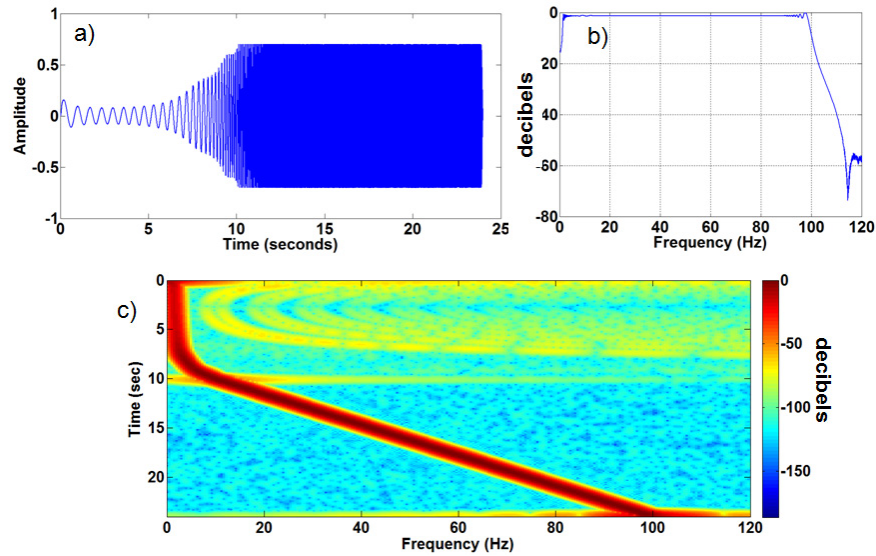 a)
1
0.5
0
-0.5
-1
Amplitude
0 5 10 15 20 25
Time (seconds)
b)
0
20
-40
-60
-80
decibels
0 20 40 60 80 100 120
Frequency (Hz)
c)
0
5
10
15
20
Time (sec)
0 20 40 60 80 100 120
Frequency (Hz)
0
-50
-100
-150
decibels